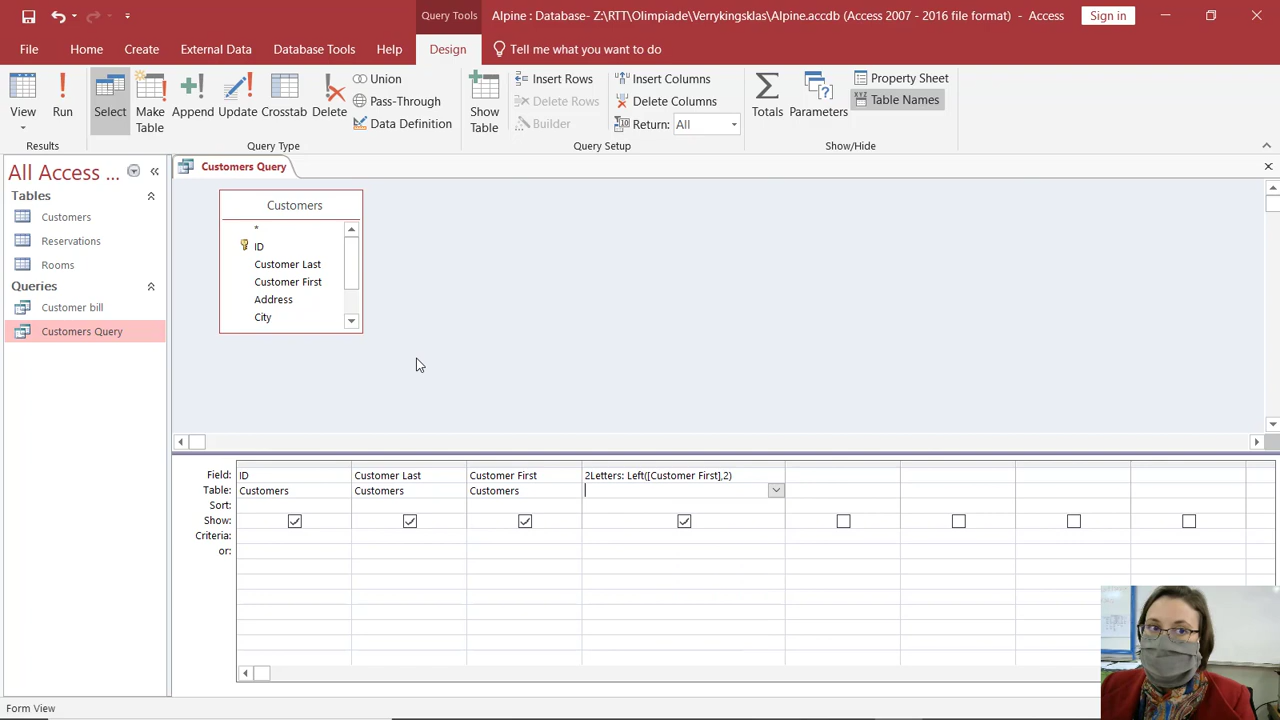 Query Tools
Alpine : Database- Z:\RTT\Olimpiade\Verrykingsklas\Alpine.accdb (Access 2007 - 2016 file format) - Access
Sign in
File
Home
Create
External Data
Database Tools
Help
Design
Tell me what you want to do
View
Run
Select
Make Table
Append
Update
Crosstab
Delete
Union
Pass-Through
Data Definition
Show Table
Insert Rows
Delete Rows
Builder
Insert Columns
Delete Columns
Return: All
Totals
Parameters
Property Sheet
Table Names
Results
Query Type
Query Setup
Show/Hide
All Access ...
Tables
Customers
Reservations
Rooms
Queries
Customer bill
Customers Query
Customers Query
Customers
*
ID
Customer Last
Customer First
Address
City
Field: ID Customer Last Customer First 2Letters: Left([Customer First],2)
Table: Customers Customers Customers
Sort:
Show:
Criteria:
or:
Form View